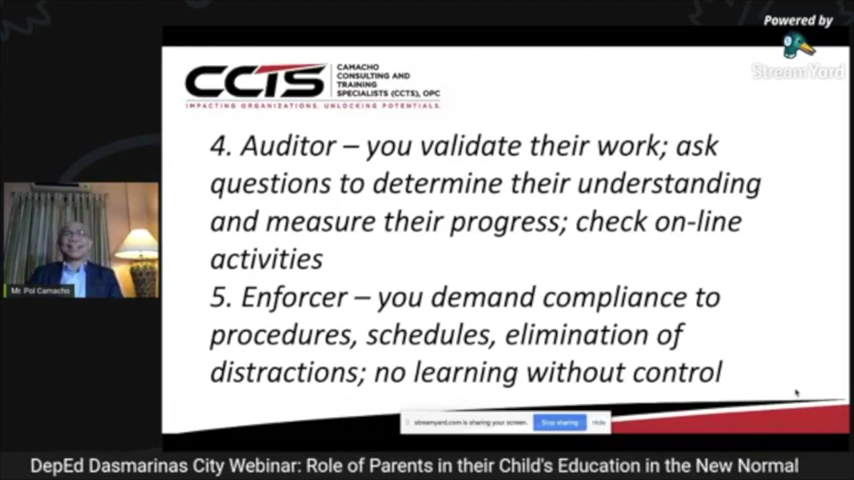 Powered by
StreamYard
CCTS
CAMACHO
CONSULTING AND
TRAINING
SPECIALISTS (CCTS), OPC
IMPACTING ORGANIZATIONS. UNLOCKING POTENTIALS.
4. Auditor – you validate their work; ask
questions to determine their understanding
and measure their progress; check on-line
activities
5. Enforcer – you demand compliance to
procedures, schedules, elimination of
distractions; no learning without control
Mr. Pol Camacho
streamyard.com is sharing your screen.
Stop sharing
Hide
DepEd Dasmarinas City Webinar: Role of Parents in their Child's Education in the New Normal